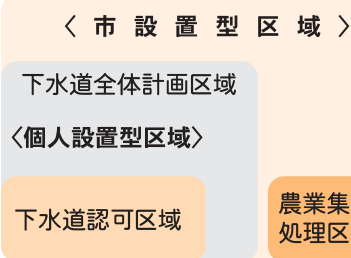 〈市設置型区域〉
下水道全体計画区域
〈個人設置型区域〉
下水道認可区域
農業集
処理区